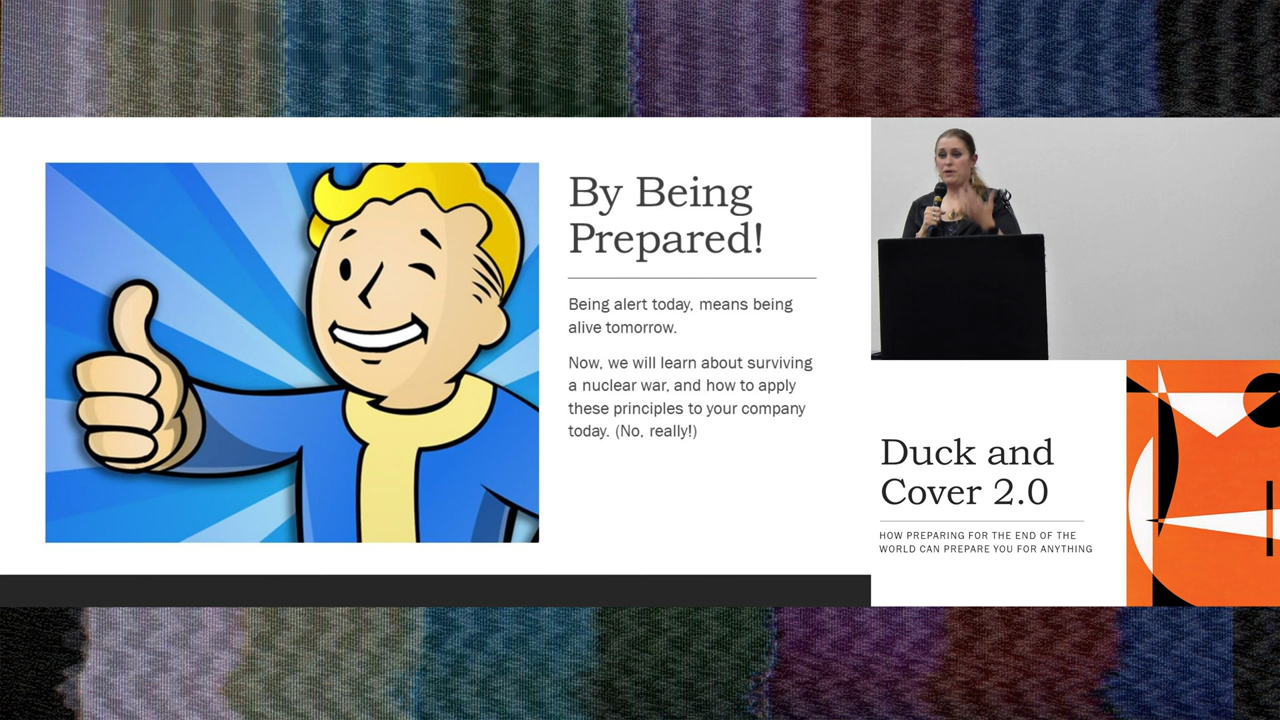 By Being
Prepared!
Being alert today, means being
alive tomorrow.
Now, we will learn about surviving
a nuclear war, and how to apply
these principles to your company
today. (No, really!)
Duck and
Cover 2.0
HOW PREPARING FOR THE END OF THE
WORLD CAN PREPARE YOU FOR ANYTHING